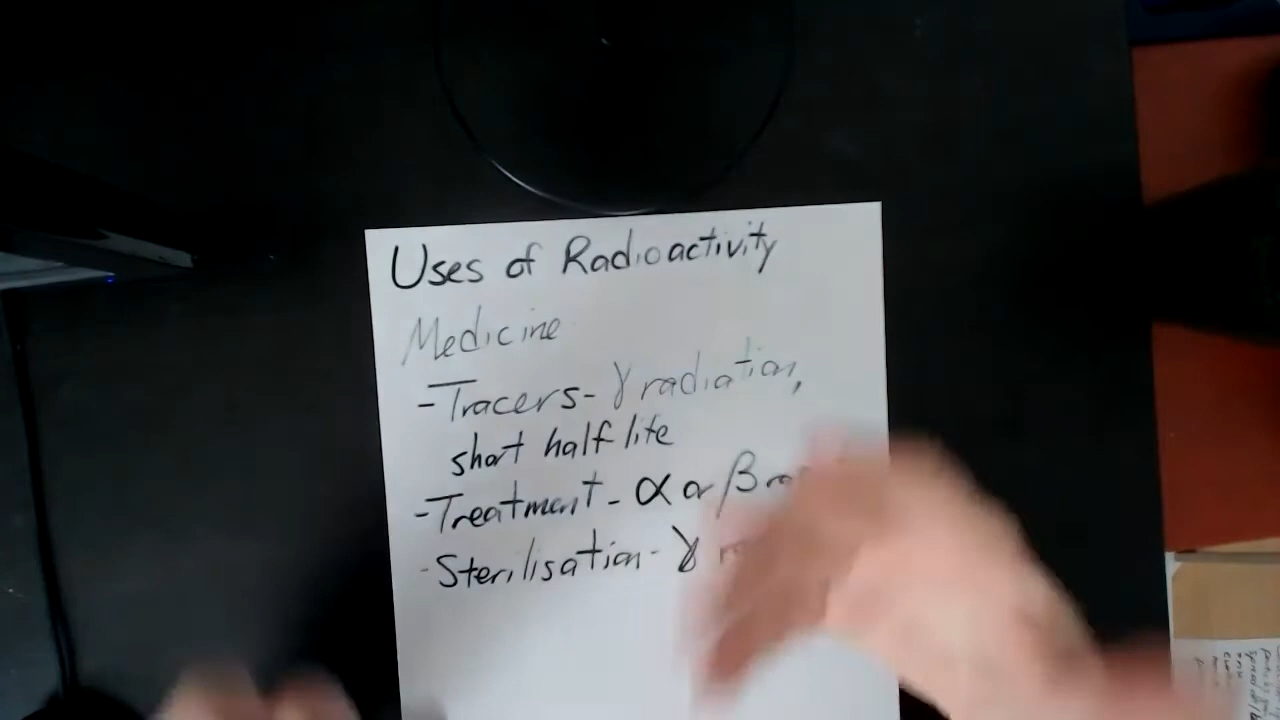 Uses of Radioactivity
Medicine
-Tracers- γ radiation,
short half life
-Treatment - α or β
-Sterilisation - γ